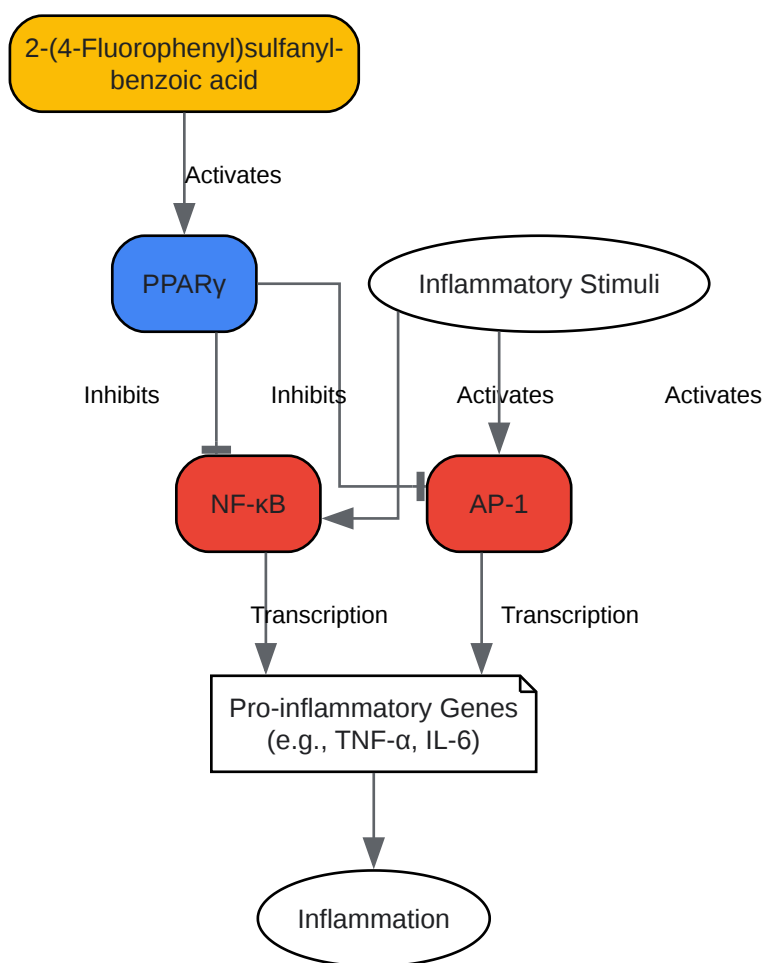 2-(4-Fluorophenyl)sulfanyl-
benzoic acid
Activates
PPARγ
Inflammatory Stimuli
Inhibits
Inhibits
Activates
Activates
NF-κB
AP-1
Transcription
Transcription
Pro-inflammatory Genes
(e.g., TNF-α, IL-6)
Inflammation